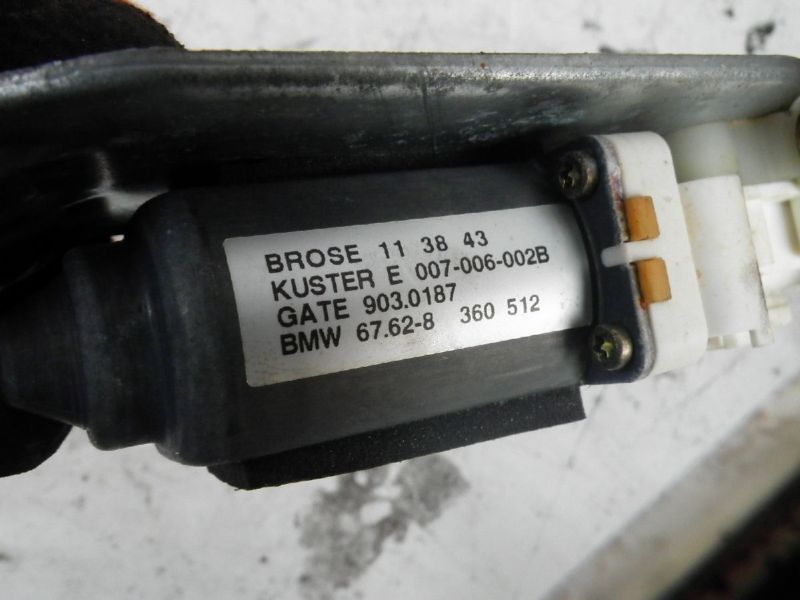 BROSE 11 38 43
KUSTER E 007-006-002B
GATE 903.0187
BMW 67.62-8 360 512